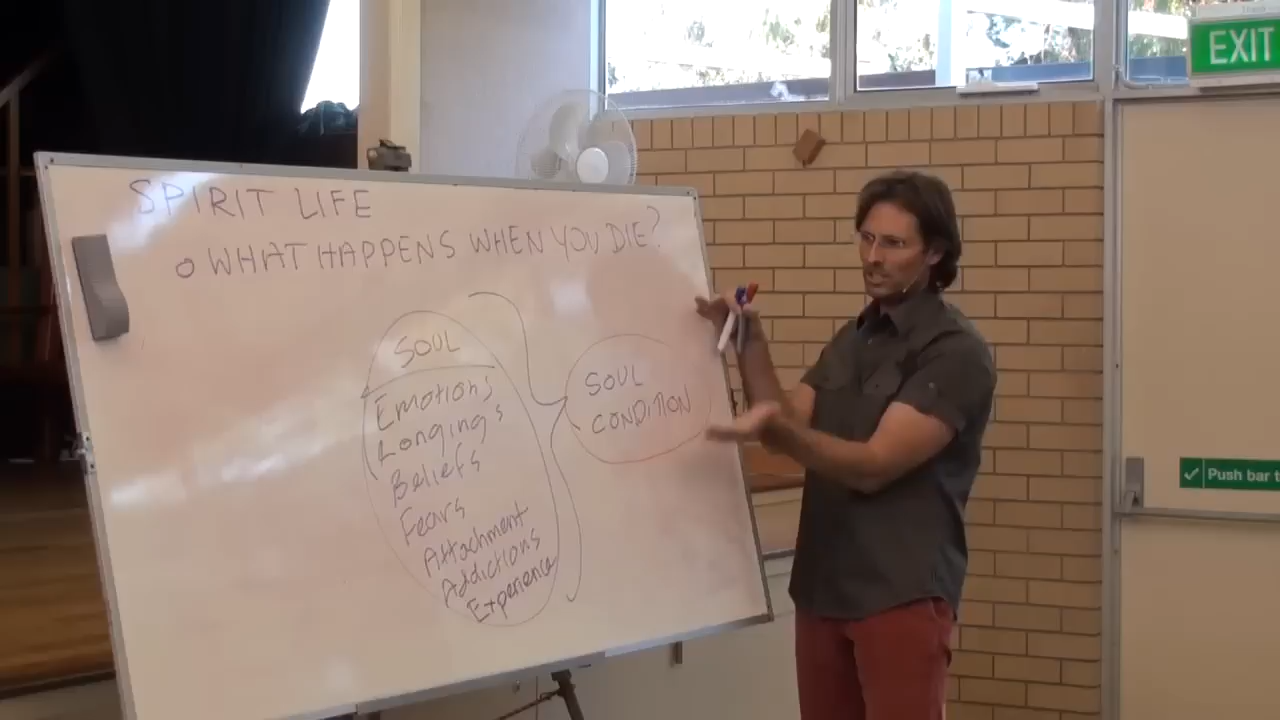 SPIRIT LIFE
o WHAT HAPPENS WHEN YOU DIE?
SOUL
Emotions
Longings
Beliefs
Fears
Attachment
Addictions
Experience
SOUL
CONDITION
EXIT
Push bar t